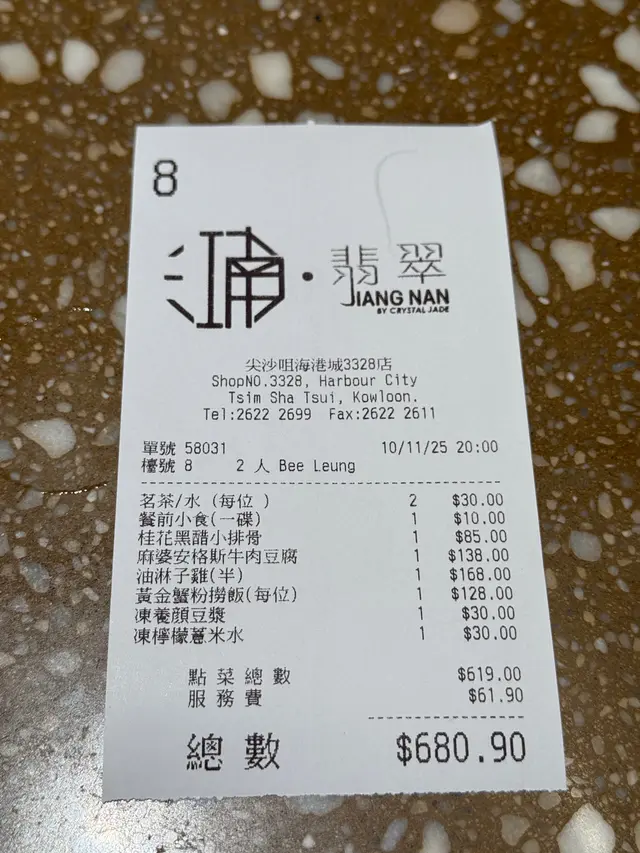 8
江南・翡翠
JIANG NAN
BY CRYSTAL JADE
尖沙咀海港城3328店
ShopNO.3328, Harbour City
Tsim Sha Tsui, Kowloon.
Tel:2622 2699 Fax:2622 2611
單號 58031 10/11/25 20:00
檯號 8 2 人 Bee Leung
茗茶/水 (每位 ) 2 $30.00
餐前小食(一碟) 1 $10.00
桂花黑醋小排骨 1 $85.00
麻婆安格斯牛肉豆腐 1 $138.00
油淋子雞(半) 1 $168.00
黃金蟹粉撈飯(每位) 1 $128.00
凍養顏豆漿 1 $30.00
凍檸檬薏米水 1 $30.00
點菜總數 $619.00
服務費 $61.90
總數 $680.90